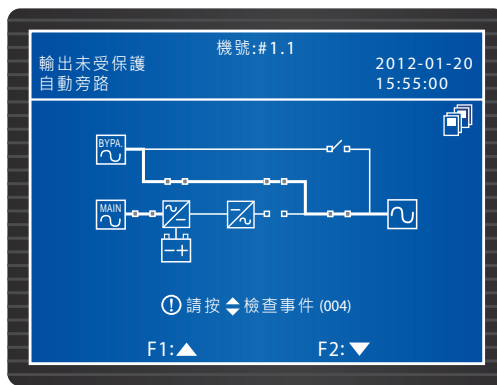 機號:#1.1
輸出未受保護
2012-01-20
自動旁路
15:55:00
BYPA.
MAIN
請按檢查事件 (004)
F1:
F2: